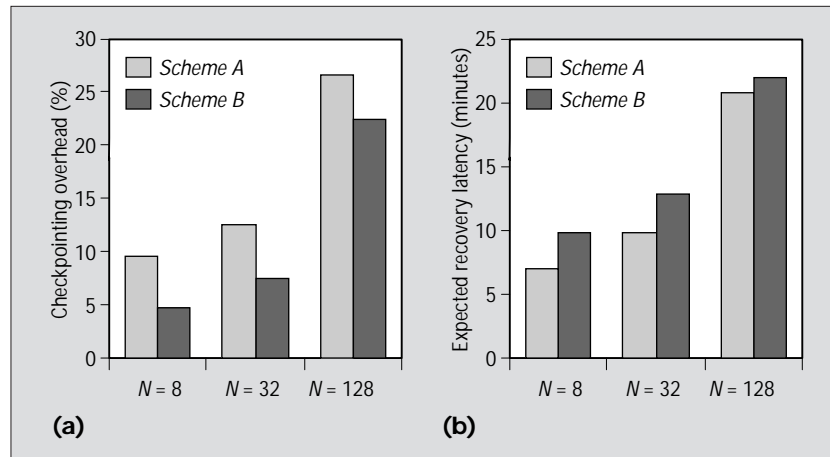 Checkpointing overhead (%)
30
25
20
15
10
5
0
Scheme A
Scheme B
N = 8
N = 32
N = 128
(a)
Expected recovery latency (minutes)
25
20
15
10
5
0
Scheme A
Scheme B
N = 8
N = 32
N = 128
(b)